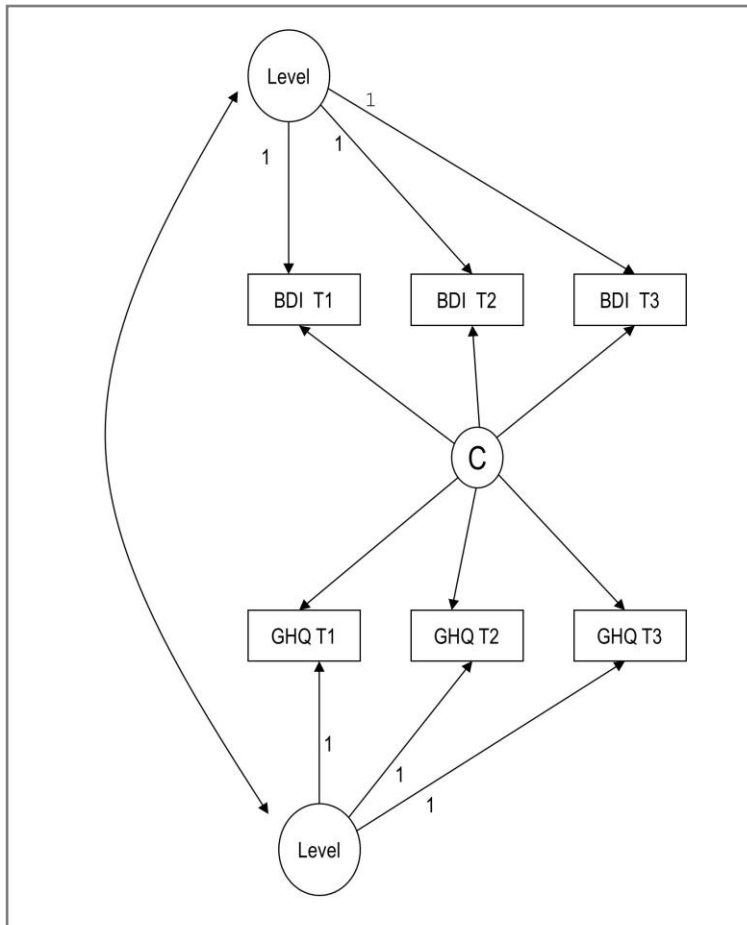 Level
1
1
1
BDI T1
BDI T2
BDI T3
C
GHQ T1
GHQ T2
GHQ T3
1
1
1
Level